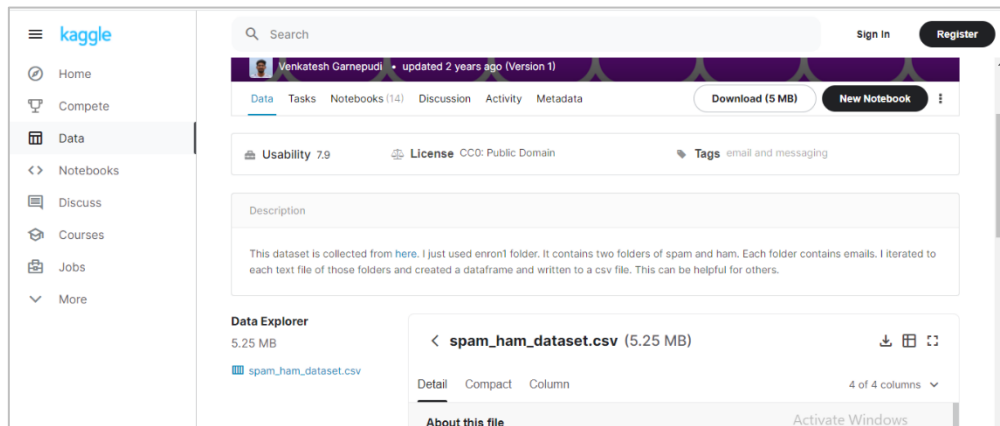 kaggle
Search
Sign In
Register
Home
Compete
Data
Notebooks
Discuss
Courses
Jobs
More
Venkatesh Garnepudi • updated 2 years ago (Version 1)
Data Tasks Notebooks (14) Discussion Activity Metadata
Download (5 MB)
New Notebook
Usability 7.9
License CC0: Public Domain
Tags email and messaging
Description
This dataset is collected from here. I just used enron1 folder. It contains two folders of spam and ham. Each folder contains emails. I iterated to
each text file of those folders and created a dataframe and written to a csv file. This can be helpful for others.
Data Explorer
5.25 MB
spam_ham_dataset.csv
< spam_ham_dataset.csv (5.25 MB)
Detail Compact Column
4 of 4 columns
About this file
Activate Windows